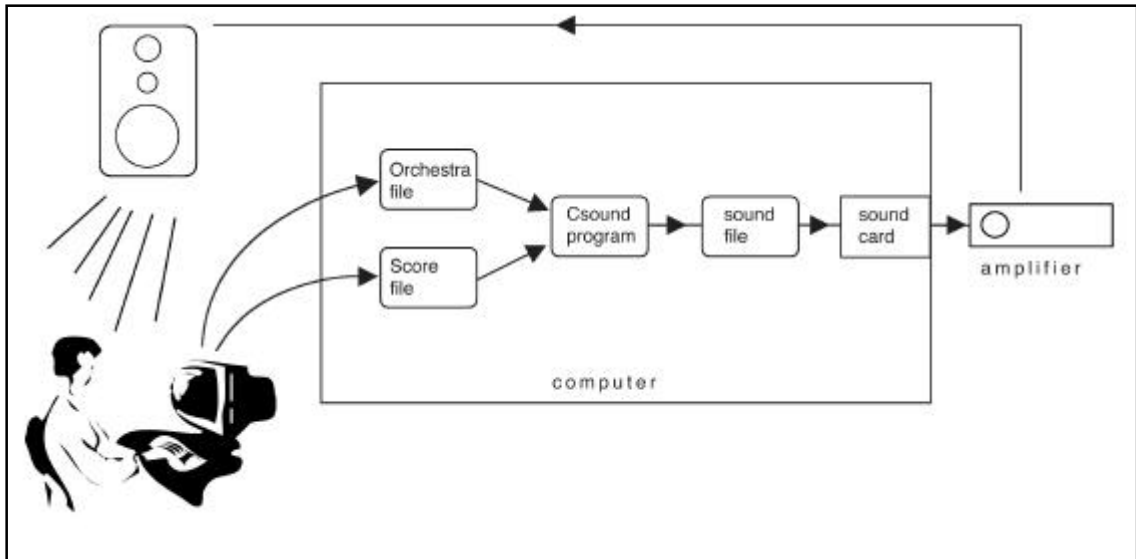 Orchestra
file
Csound
program
sound
file
sound
card
amplifier
Score
file
computer